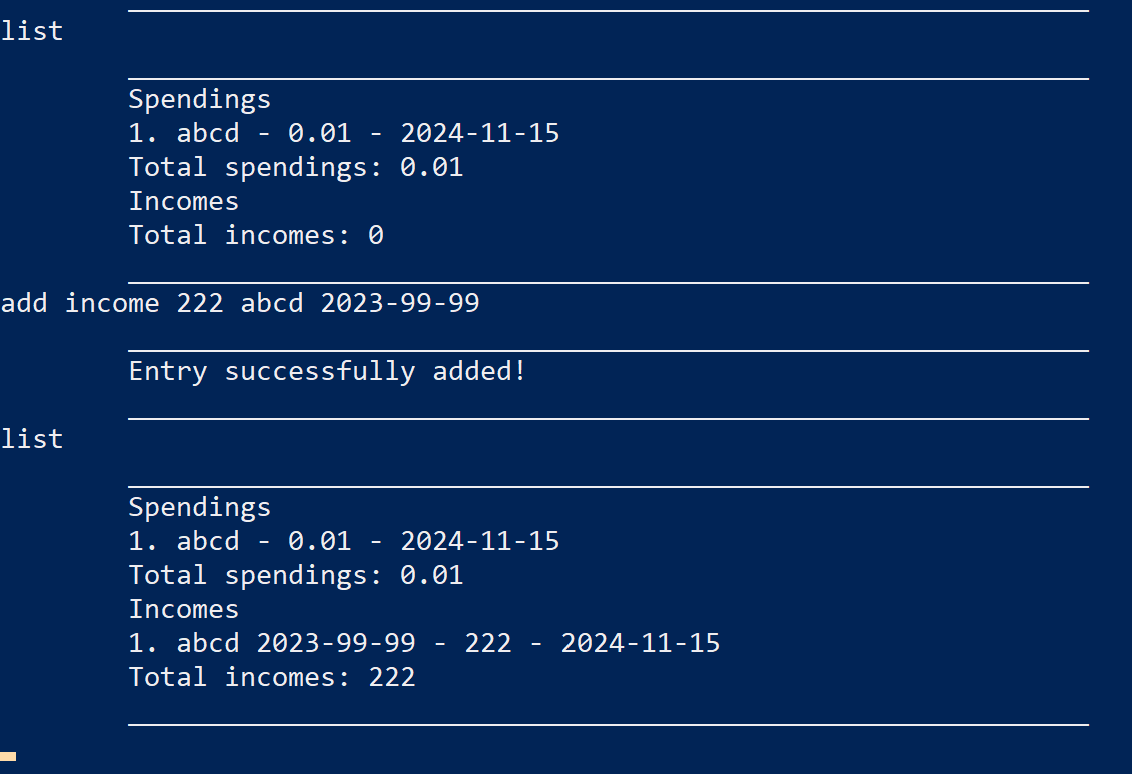 list
Spendings
1. abcd - 0.01 - 2024-11-15
Total spendings: 0.01
Incomes
Total incomes: 0
add income 222 abcd 2023-99-99
Entry successfully added!
list
Spendings
1. abcd - 0.01 - 2024-11-15
Total spendings: 0.01
Incomes
1. abcd 2023-99-99 - 222 - 2024-11-15
Total incomes: 222